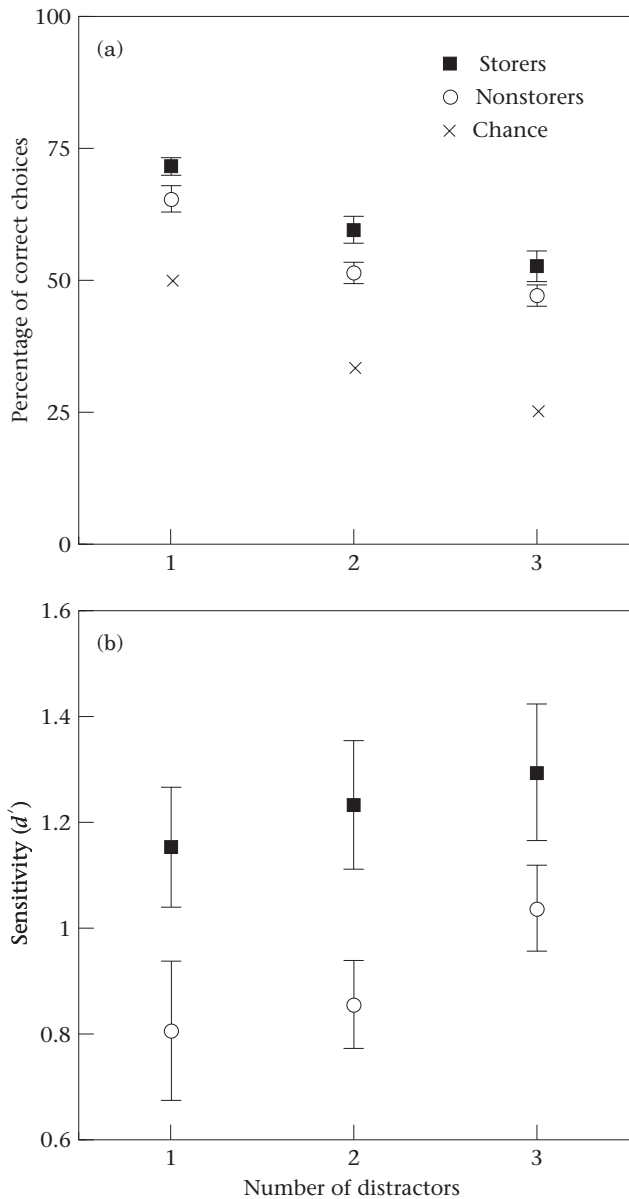 100
(a)
Storers
Nonstorers
Chance
75
50
25
0
Percentage of correct choices
1 2 3
1.6
(b)
1.4
1.2
1
0.8
0.6
Sensitivity (d′)
1 2 3
Number of distractors